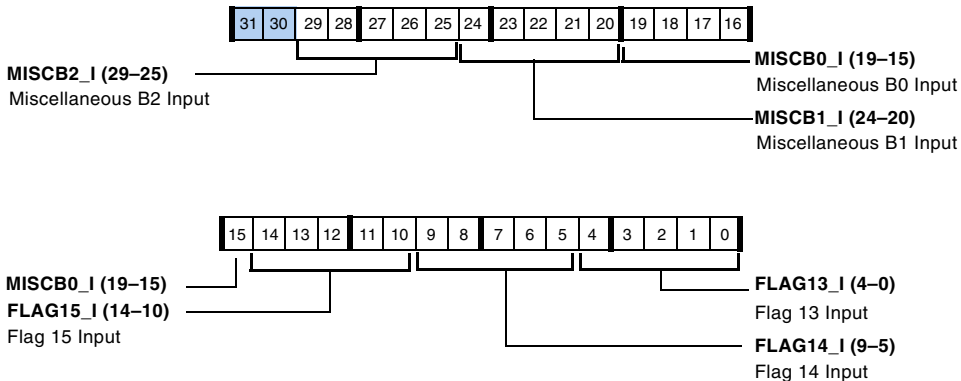 31 30 29 28 27 26 25 24 23 22 21 20 19 18 17 16
MISCB2_I (29–25)
Miscellaneous B2 Input
MISCB0_I (19–15)
Miscellaneous B0 Input
MISCB1_I (24–20)
Miscellaneous B1 Input
15 14 13 12 11 10 9 8 7 6 5 4 3 2 1 0
MISCB0_I (19–15)
FLAG15_I (14–10)
Flag 15 Input
FLAG13_I (4–0)
Flag 13 Input
FLAG14_I (9–5)
Flag 14 Input